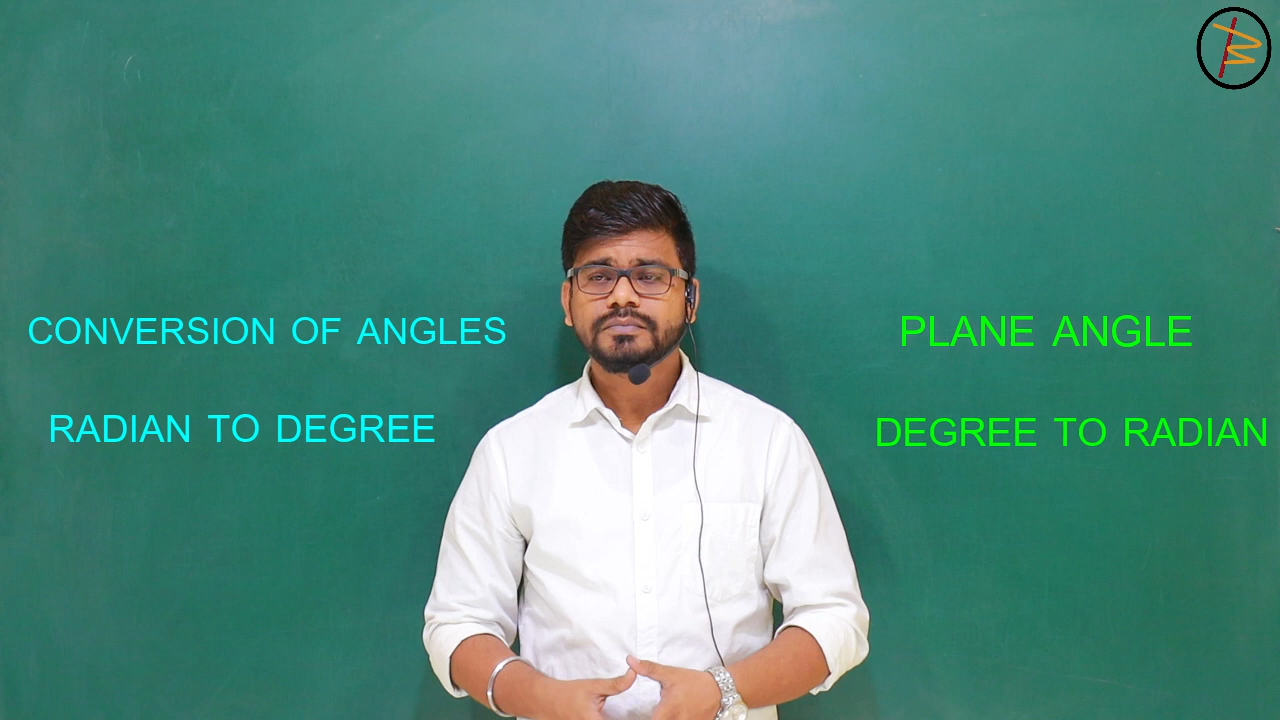 CONVERSION OF ANGLES
RADIAN TO DEGREE
PLANE ANGLE
DEGREE TO RADIAN